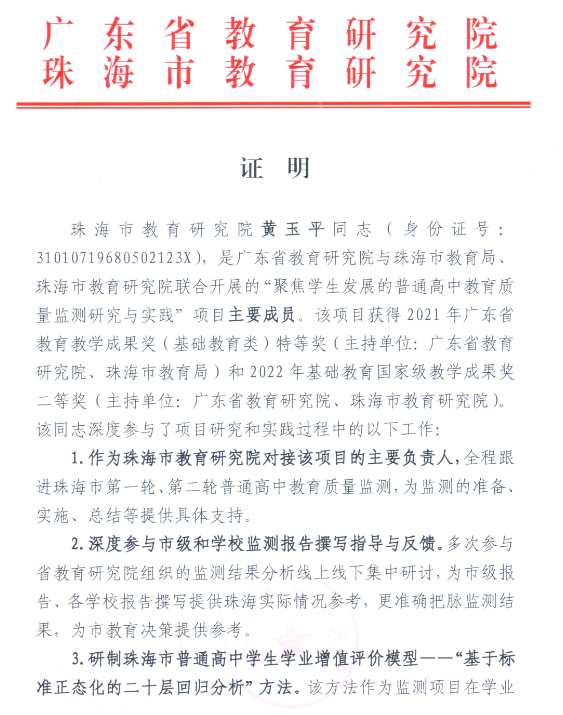 广东省教育研究院
珠海市教育研究院
证 明
珠海市教育研究院黄玉平同志（身份证号：
31010719680502123X），是广东省教育研究院与珠海市教育局、
珠海市教育研究院联合开展的“聚焦学生发展的普通高中教育质
量监测研究与实践”项目主要成员。该项目获得 2021 年广东省
教育教学成果奖（基础教育类）特等奖（主持单位：广东省教育
研究院、珠海市教育局）和 2022 年基础教育国家级教学成果奖
二等奖（主持单位：广东省教育研究院、珠海市教育研究院）。
该同志深度参与了项目研究和实践过程中的以下工作：
1. 作为珠海市教育研究院对接该项目的主要负责人，全程跟
进珠海市第一轮、第二轮普通高中教育质量监测，为监测的准备、
实施、总结等提供具体支持。
2. 深度参与市级和学校监测报告撰写指导与反馈。多次参与
省教育研究院组织的监测结果分析线上线下集中研讨，为市级报
告、各学校报告撰写提供珠海实际情况参考，更准确把脉监测结
果，为市教育决策提供参考。
3. 研制珠海市普通高中学生学业增值评价模型——“基于标
准正态化的二十层回归分析”方法。该方法作为监测项目在学业